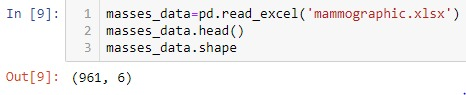 In [9]:
1 masses_data=pd.read_excel('mammographic.xlsx')
2 masses_data.head()
3 masses_data.shape
Out[9]: (961, 6)